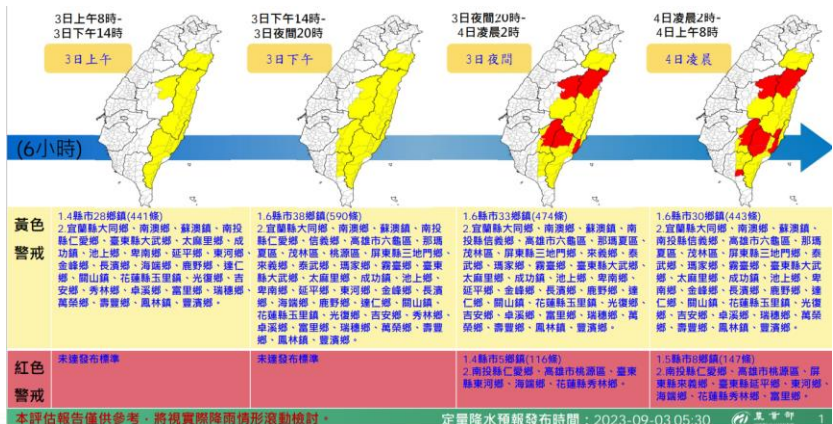 3日上午8時-
3日下午14時
3日上午
3日下午14時-
3日夜間20時
3日下午
3日夜間20時-
4日凌晨2時
3日夜間
4日凌晨2時-
4日上午8時
4日凌晨
(6小時)
黃色
警戒
1.4縣市28鄉鎮(441條)
2.宜蘭縣大同鄉、南澳鄉、蘇澳鎮、南投
縣仁愛鄉、臺東縣大武鄉、太麻里鄉、成
功鎮、池上鄉、卑南鄉、延平鄉、東河鄉、
金峰鄉、長濱鄉、海端鄉、鹿野鄉、達仁
鄉、關山鎮、花蓮縣玉里鎮、光復鄉、吉
安鄉、秀林鄉、卓溪鄉、富里鄉、瑞穗鄉、
萬榮鄉、壽豐鄉、鳳林鎮、豐濱鄉。
1.6縣市38鄉鎮(590條)
2.宜蘭縣大同鄉、南澳鄉、蘇澳鎮、南投
縣仁愛鄉、信義鄉、高雄市六龜區、那瑪
夏區、茂林區、桃源區、屏東縣三地門鄉、
來義鄉、泰武鄉、瑪家鄉、霧臺鄉、臺東
縣大武鄉、太麻里鄉、成功鎮、池上鄉、
卑南鄉、延平鄉、東河鄉、金峰鄉、長濱
鄉、海端鄉、鹿野鄉、達仁鄉、關山鎮、
花蓮縣玉里鎮、光復鄉、吉安鄉、秀林鄉、
卓溪鄉、富里鄉、瑞穗鄉、萬榮鄉、壽豐
鄉、鳳林鎮、豐濱鄉。
1.6縣市33鄉鎮(474條)
2.宜蘭縣大同鄉、南澳鄉、蘇澳鎮、南
投縣信義鄉、高雄市六龜區、那瑪夏區、
茂林區、屏東縣三地門鄉、來義鄉、泰
武鄉、瑪家鄉、霧臺鄉、臺東縣大武鄉、
太麻里鄉、成功鎮、池上鄉、卑南鄉、
延平鄉、金峰鄉、長濱鄉、鹿野鄉、達
仁鄉、關山鎮、花蓮縣玉里鎮、光復鄉、
吉安鄉、卓溪鄉、富里鄉、瑞穗鄉、萬
榮鄉、壽豐鄉、鳳林鎮、豐濱鄉。
1.6縣市30鄉鎮(443條)
2.宜蘭縣大同鄉、南澳鄉、蘇澳鎮、
南投縣信義鄉、高雄市六龜區、那瑪
夏區、茂林區、屏東縣三地門鄉、泰
武鄉、瑪家鄉、霧臺鄉、臺東縣大武
鄉、太麻里鄉、成功鎮、池上鄉、卑
南鄉、金峰鄉、長濱鄉、鹿野鄉、達
仁鄉、關山鎮、花蓮縣玉里鎮、光復
鄉、吉安鄉、卓溪鄉、瑞穗鄉、萬榮
鄉、壽豐鄉、鳳林鎮、豐濱鄉。
紅色
警戒
未達發布標準
未達發布標準
1.4縣市5鄉鎮(116條)
2.南投縣仁愛鄉、高雄市桃源區、臺東
縣東河鄉、海端鄉、花蓮縣秀林鄉。
1.5縣市8鄉鎮(147條)
2.南投縣仁愛鄉、高雄市桃源區、屏
東縣來義鄉、臺東縣延平鄉、東河鄉、
海端鄉、花蓮縣秀林鄉、富里鄉。
本評估報告僅供參考，將視實際降雨情形滾動檢討。
定量降水預報發布時間：2023-09-03 05:30
農業部
1